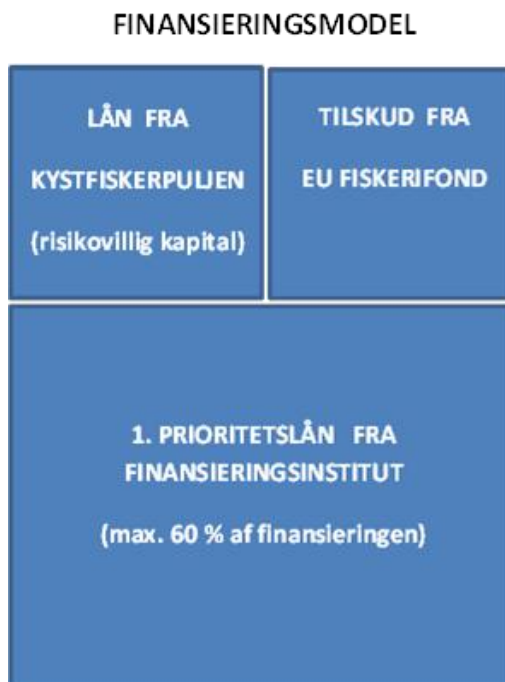 FINANSIERINGSMODEL
LÅN FRA
KYSTFISKERPULJEN
(risikovillig kapital)
TILSKUD FRA
EU FISKERIFOND
1. PRIORITETSLÅN FRA
FINANSIERINGSINSTITUT
(max. 60 % af finansieringen)